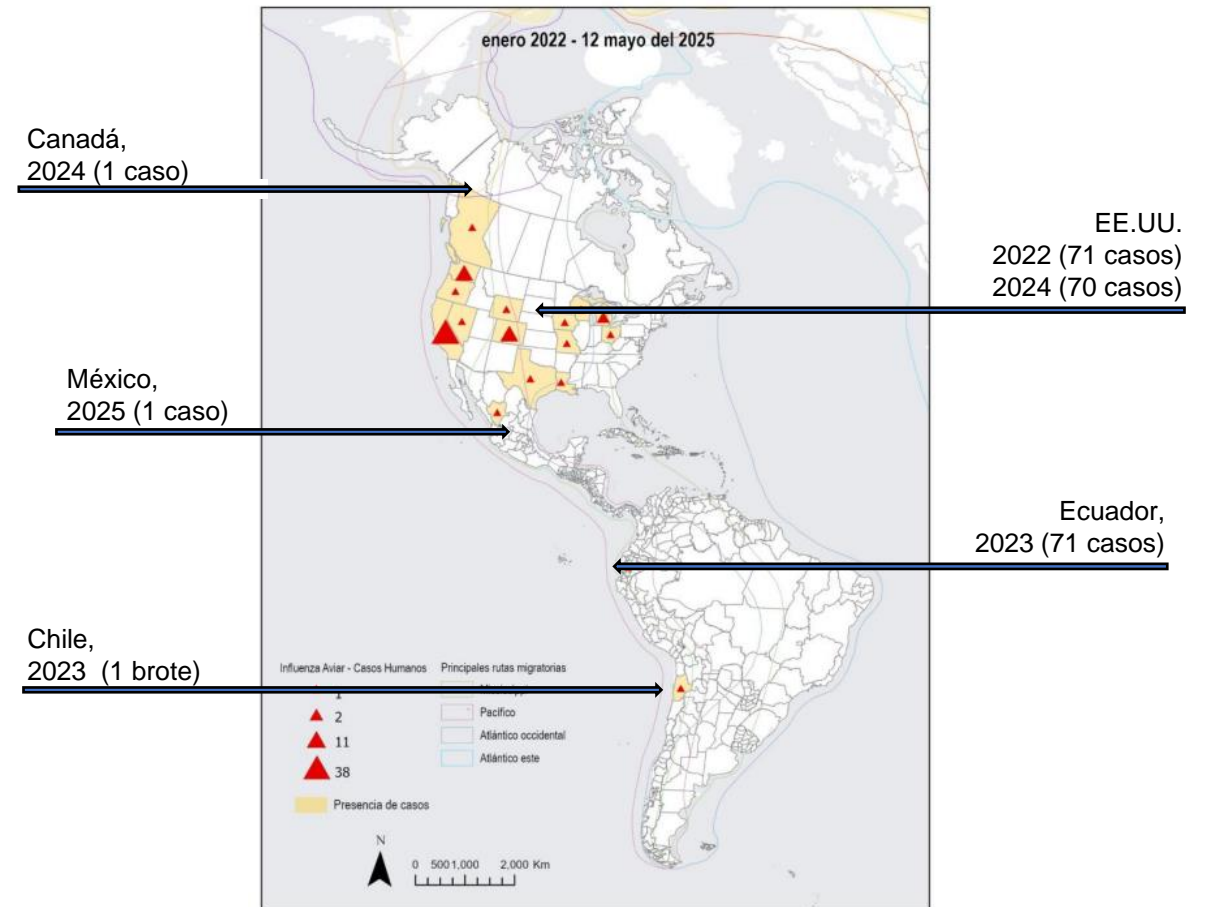 enero 2022 - 12 mayo del 2025
Canadá,
2024 (1 caso)
EE.UU.
2022 (71 casos)
2024 (70 casos)
México,
2025 (1 caso)
Ecuador,
2023 (71 casos)
Chile,
2023 (1 brote)
Influenza Aviar - Casos Humanos
1
2
11
38
Presencia de casos
Principales rutas migratorias
Pacífico
Atlántico occidental
Atlántico este
N
0 500 1,000 2,000 Km